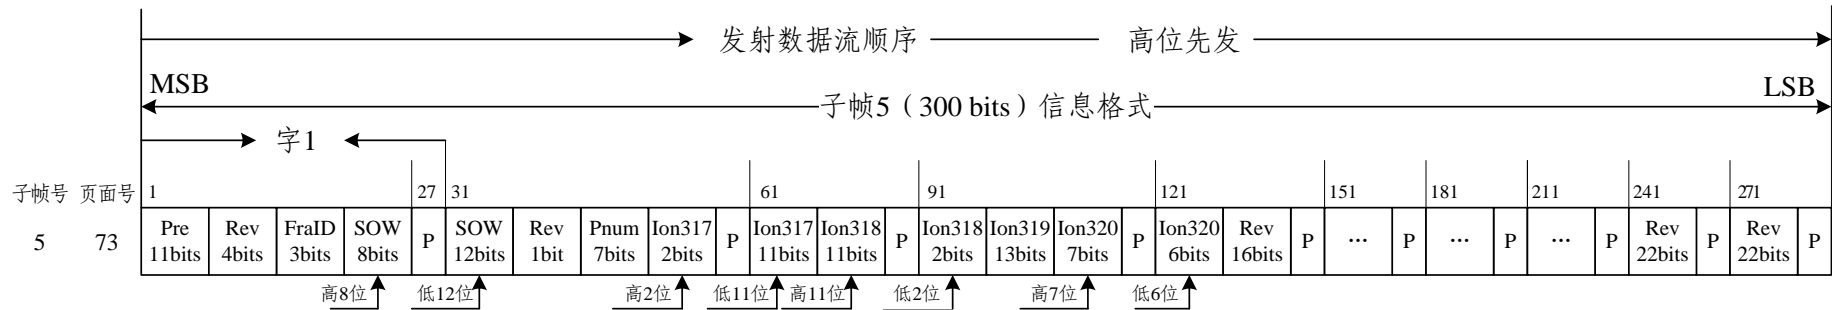 发射数据流顺序 高位先发
MSB LSB
子帧5（300 bits）信息格式
字1
子帧号 页面号 1 27 31 61 91 121 151 181 211 241 271
5 73 Pre 11bits Rev 4bits FraID 3bits SOW 8bits P SOW 12bits Rev 1bit Pnum 7bits Ion317 2bits P Ion317 11bits Ion318 11bits P Ion318 2bits Ion319 13bits Ion320 7bits P Ion320 6bits Rev 16bits P ... P ... P ... P Rev 22bits P Rev 22bits P
高8位 低12位 高2位 低11位 高11位 低2位 高7位 低6位